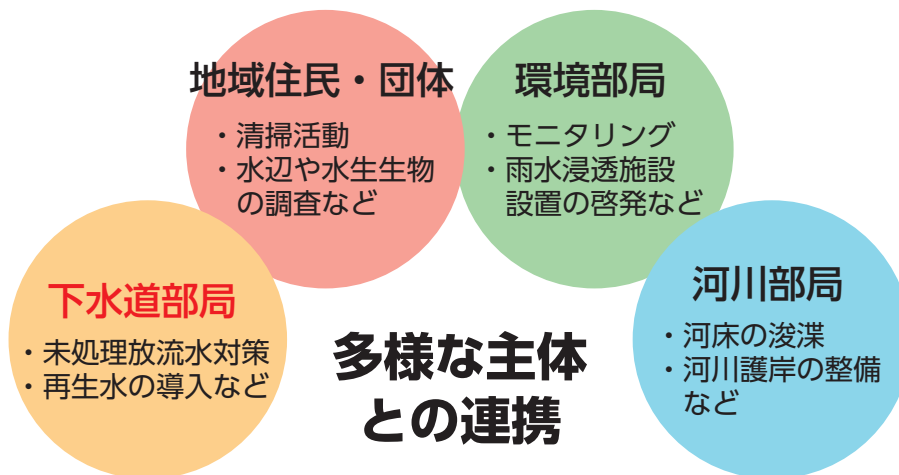 地域住民・団体
・清掃活動
・水辺や水生生物
の調査など
環境部局
・モニタリング
・雨水浸透施設
設置の啓発など
下水道部局
・未処理放流水対策
・再生水の導入など
河川部局
・河床の浚渫
・河川護岸の整備
など
多様な主体
との連携